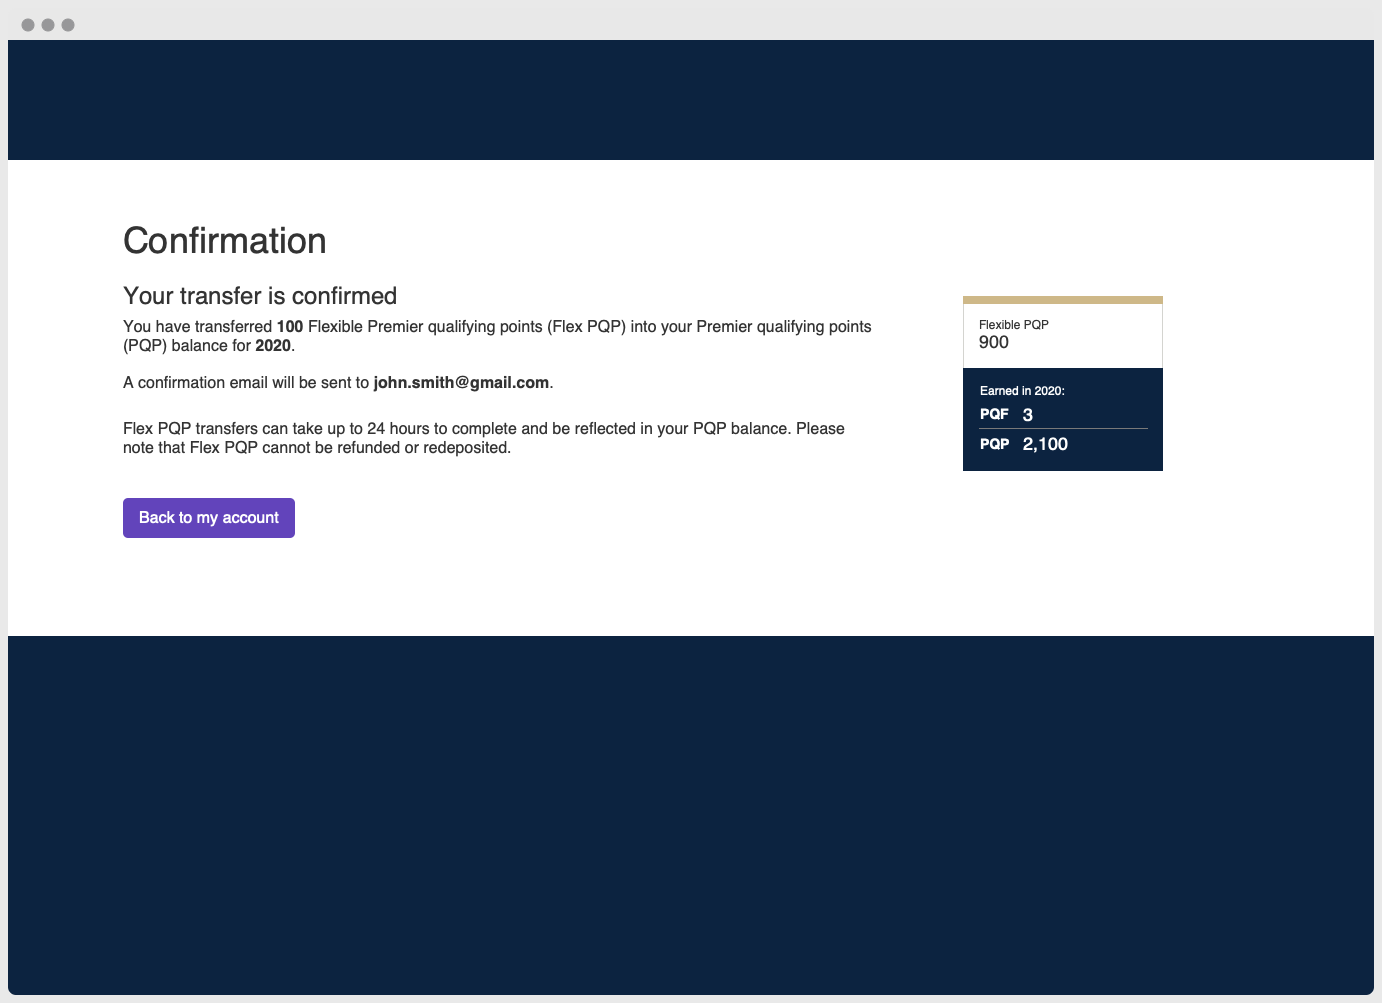 Confirmation
Your transfer is confirmed
You have transferred 100 Flexible Premier qualifying points (Flex PQP) into your Premier qualifying points
(PQP) balance for 2020.
A confirmation email will be sent to john.smith@gmail.com.
Flex PQP transfers can take up to 24 hours to complete and be reflected in your PQP balance. Please
note that Flex PQP cannot be refunded or redeposited.
Back to my account
Flexible PQP
900
Earned in 2020:
PQF 3
PQP 2,100